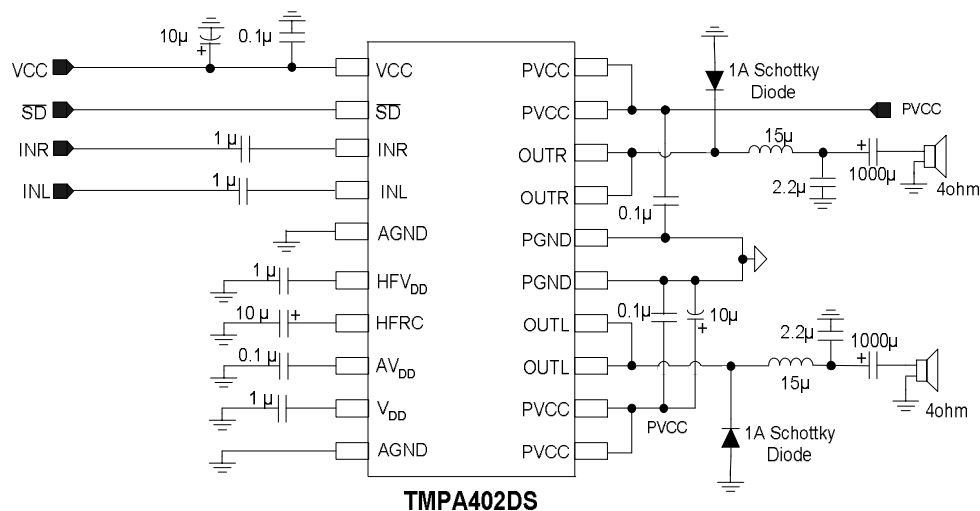 10µ
0.1µ
VCC
VCC
PVCC
1A Schottky
Diode
SD
SD
PVCC
PVCC
INR
1 µ
INR
OUTR
15µ
+
1000µ
4ohm
INL
1 µ
INL
OUTR
2.2µ
0.1µ
AGND
PGND
1 µ
HFVDD
PGND
10 µ
+
HFRC
OUTL
0.1µ
10µ
+
2.2µ
1000µ
+
0.1 µ
AVDD
OUTL
15µ
4ohm
1 µ
VDD
PVCC
PVCC
1A Schottky
Diode
AGND
PVCC
+
TMPA402DS